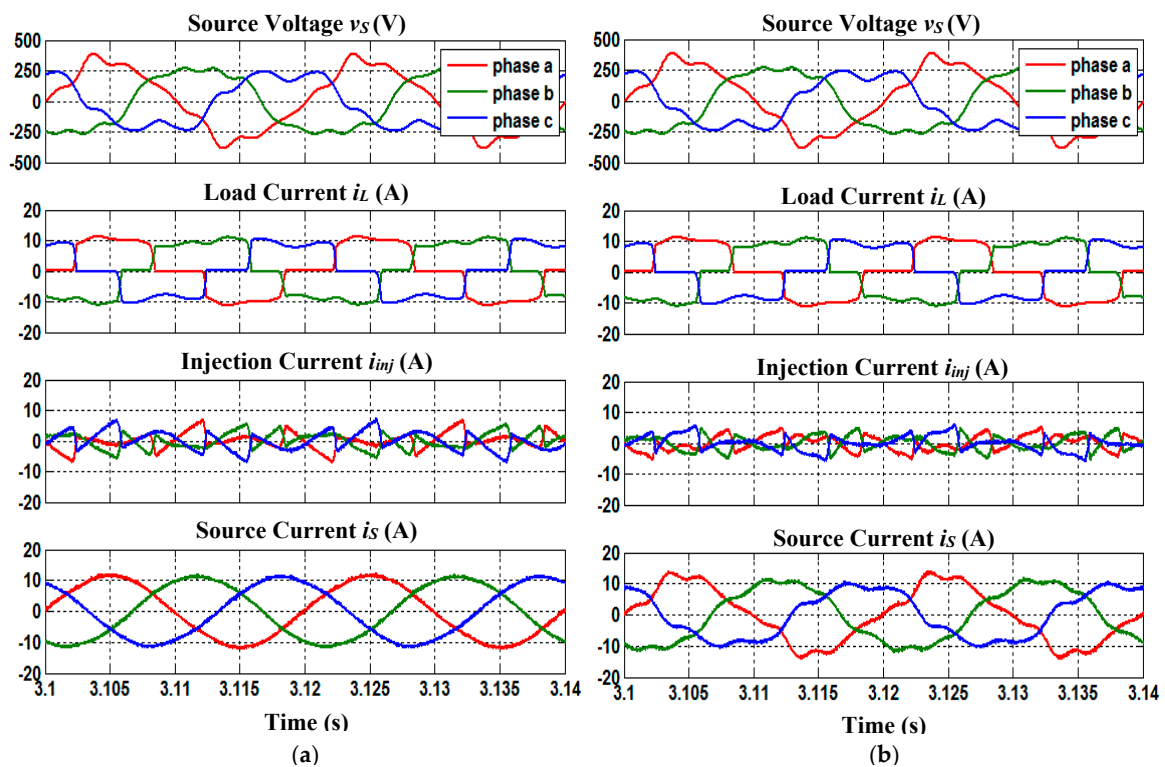 Source Voltage vS (V)
500
250
0
-250
-500
phase a
phase b
phase c
Load Current iL (A)
20
10
0
-10
-20
Injection Current iinj (A)
20
10
0
-10
-20
Source Current iS (A)
20
10
0
-10
-20
3.1 3.105 3.11 3.115 3.12 3.125 3.13 3.135 3.14
Time (s)
(a)
Source Voltage vS (V)
500
250
0
-250
-500
phase a
phase b
phase c
Load Current iL (A)
20
10
0
-10
-20
Injection Current iinj (A)
20
10
0
-10
-20
Source Current iS (A)
20
10
0
-10
-20
3.1 3.105 3.11 3.115 3.12 3.125 3.13 3.135 3.14
Time (s)
(b)